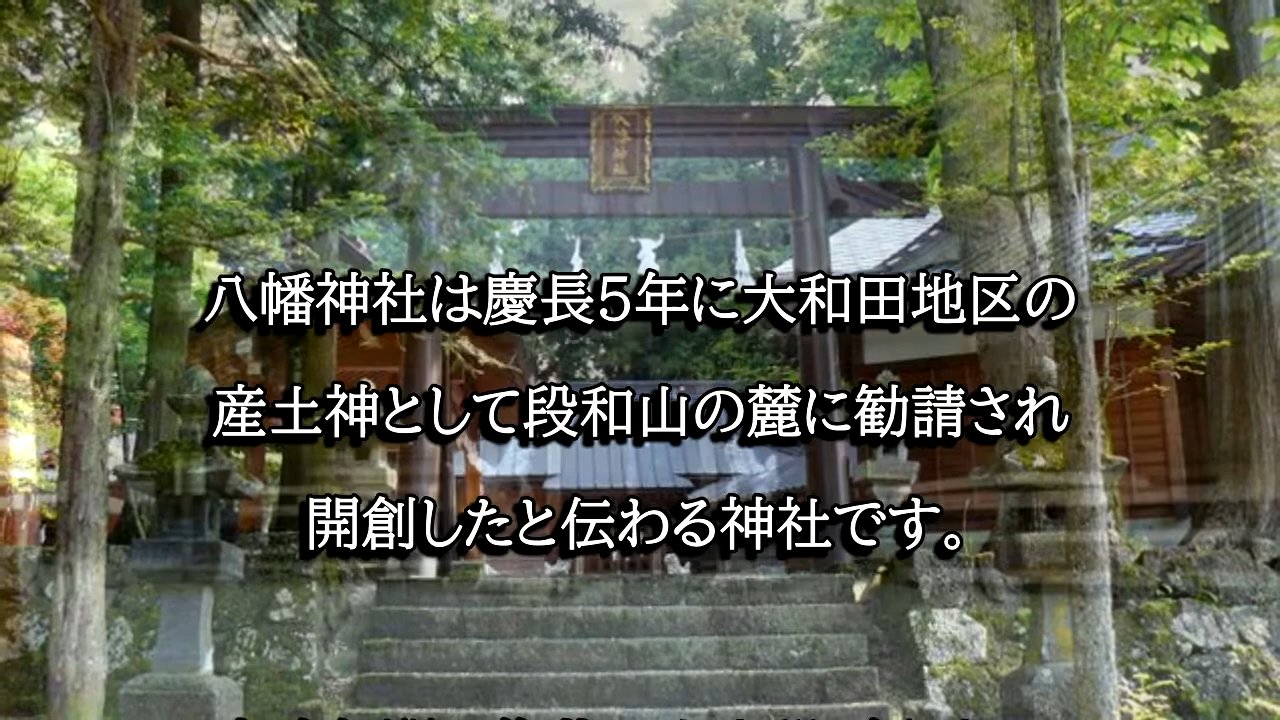 八幡神社は慶長5年に大和田地区の
産土神として段和山の麓に勧請され
開創したと伝わる神社です。